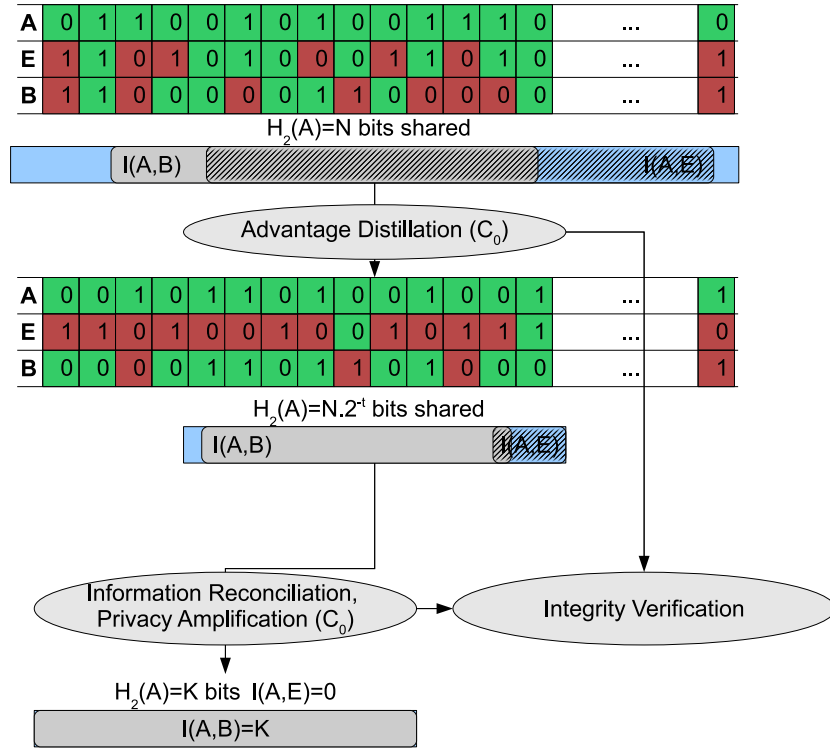 A 0 1 1 0 0 1 0 1 0 0 1 1 1 0 ... 0
E 1 1 0 1 0 1 0 0 0 1 1 0 1 0 ... 1
B 1 1 0 0 0 0 0 1 1 0 0 0 0 0 ... 1
H₂(A)=N bits shared
I(A,B) I(A,E)
Advantage Distillation (C₀)
A 0 0 1 0 1 1 0 1 0 0 1 0 0 1 ... 1
E 1 1 0 1 0 0 1 0 0 1 0 1 1 1 ... 0
B 0 0 0 0 1 1 0 1 1 0 1 0 0 0 ... 1
H₂(A)=N.2⁻ᵗ bits shared
I(A,B) I(A,E)
Information Reconciliation,
Privacy Amplification (C₀)
Integrity Verification
H₂(A)=K bits I(A,E)=0
I(A,B)=K